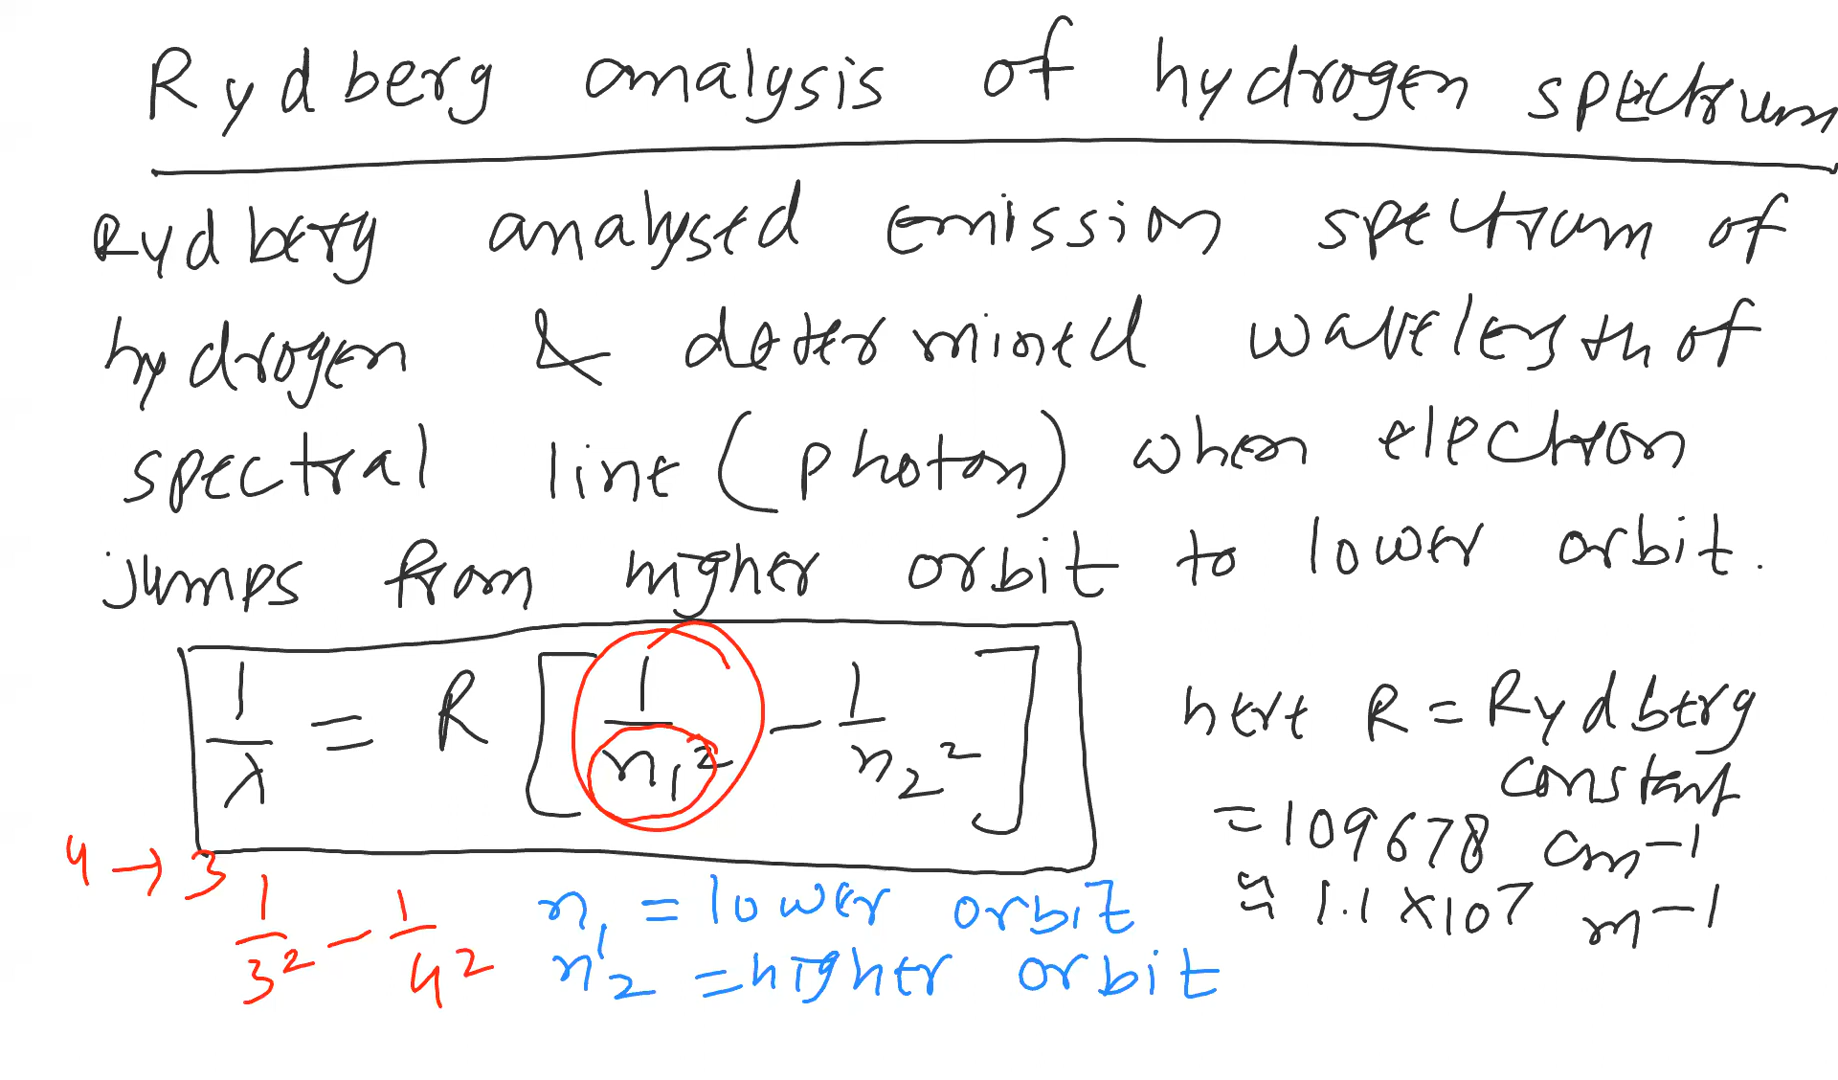 Rydberg analysis of hydrogen spectrum
Rydberg analysed emission spectrum of
hydrogen & determined wavelength of
spectral line (photon) when electron
jumps from higher orbit to lower orbit.
1/λ = R [1/n₁² - 1/n₂²]
here R = Rydberg
constant
= 109678 cm⁻¹
≈ 1.1 × 10⁷ m⁻¹
4 → 3
1/3² - 1/4²
n₁ = lower orbit
n₂ = higher orbit